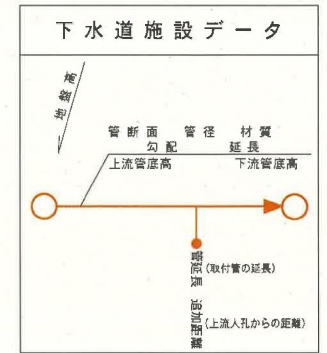 下水道施設データ
地盤高
管断面 管径 材質
勾配 延長
上流管底高 下流管底高
管延長 (取付管の延長)
追加距離 (上流人孔からの距離)